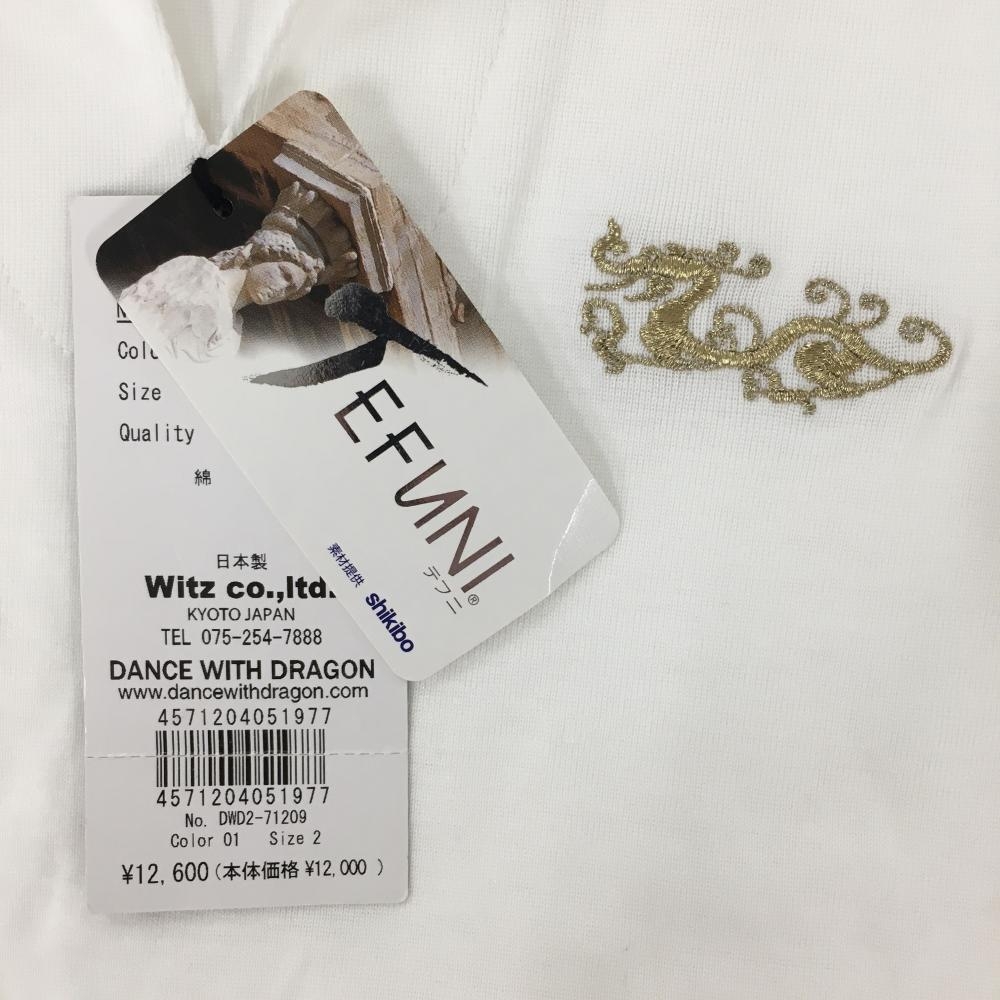 Colo
Size
Quality
綿
日本製
Witz co.,ltd.
KYOTO JAPAN
TEL 075-254-7888
DANCE WITH DRAGON
www.dancewithdragon.com
4571204051977
4571204051977
No. DWD2-71209
Color 01 Size 2
¥12,600(本体価格 ¥12,000 )
EFUNI®
テフニ
素材提供 shikibo